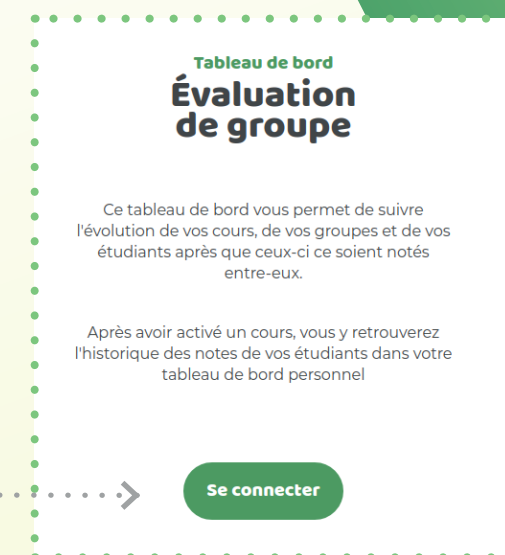 Tableau de bord
Évaluation
de groupe
Ce tableau de bord vous permet de suivre
l'évolution de vos cours, de vos groupes et de vos
étudiants après que ceux-ci ce soient notés
entre-eux.
Après avoir activé un cours, vous y retrouverez
l'historique des notes de vos étudiants dans votre
tableau de bord personnel
Se connecter